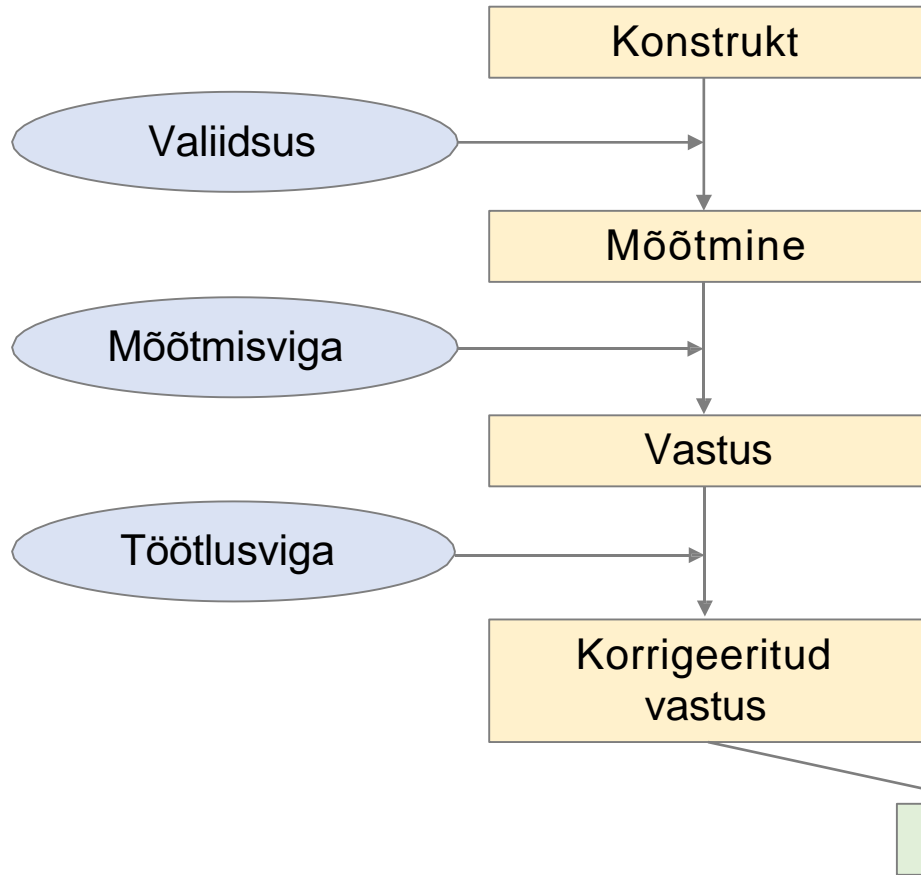 Konstrukt
Valiidsus
Mõõtmine
Mõõtmisviga
Vastus
Töötlusviga
Korrigeeritud
vastus